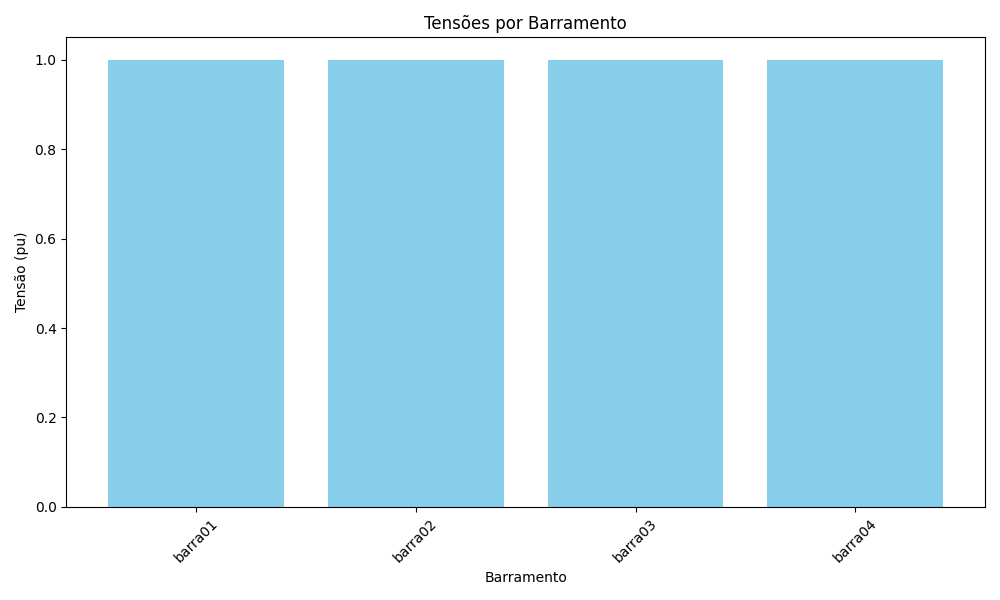 Tensões por Barramento
Tensão (pu)
1.0
0.8
0.6
0.4
0.2
0.0
barra01
barra02
barra03
barra04
Barramento